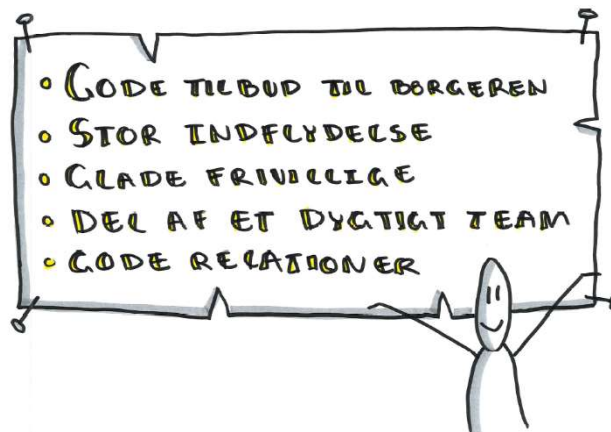 • GODE TILBUD TIL BORGEREN
• STOR INDFLYDELSE
• GLADE FRIVILLIGE
• DEL AF ET DYGTIGT TEAM
• GODE RELATIONER